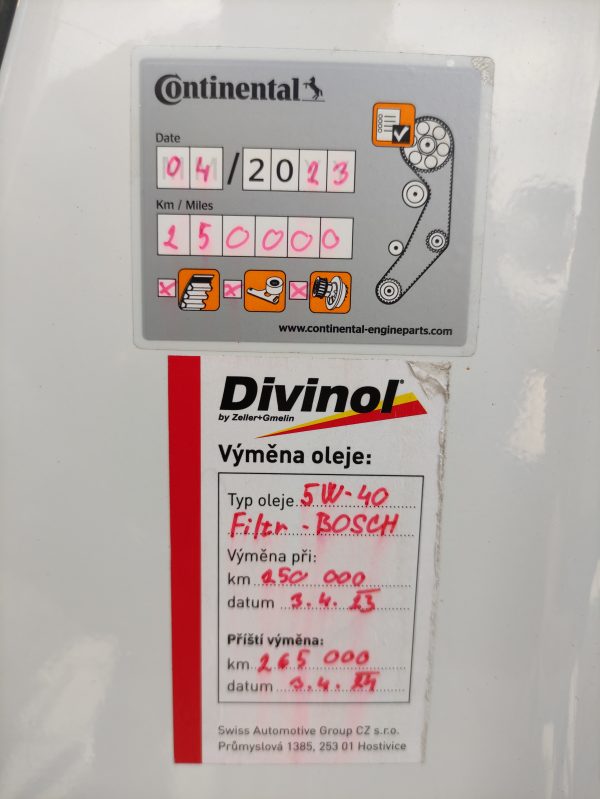 Continental
Date
04/2023
Km / Miles
250000
x x x
www.continental-engineparts.com
Divinol®
by Zeller+Gmelin
Výměna oleje:
Typ oleje 5W-40
Filtr - BOSCH
Výměna při:
km 250 000
datum 3.4.23
Příští výměna:
km 265 000
datum 3.4.24
Swiss Automotive Group CZ s.r.o.
Průmyslová 1385, 253 01 Hostivice